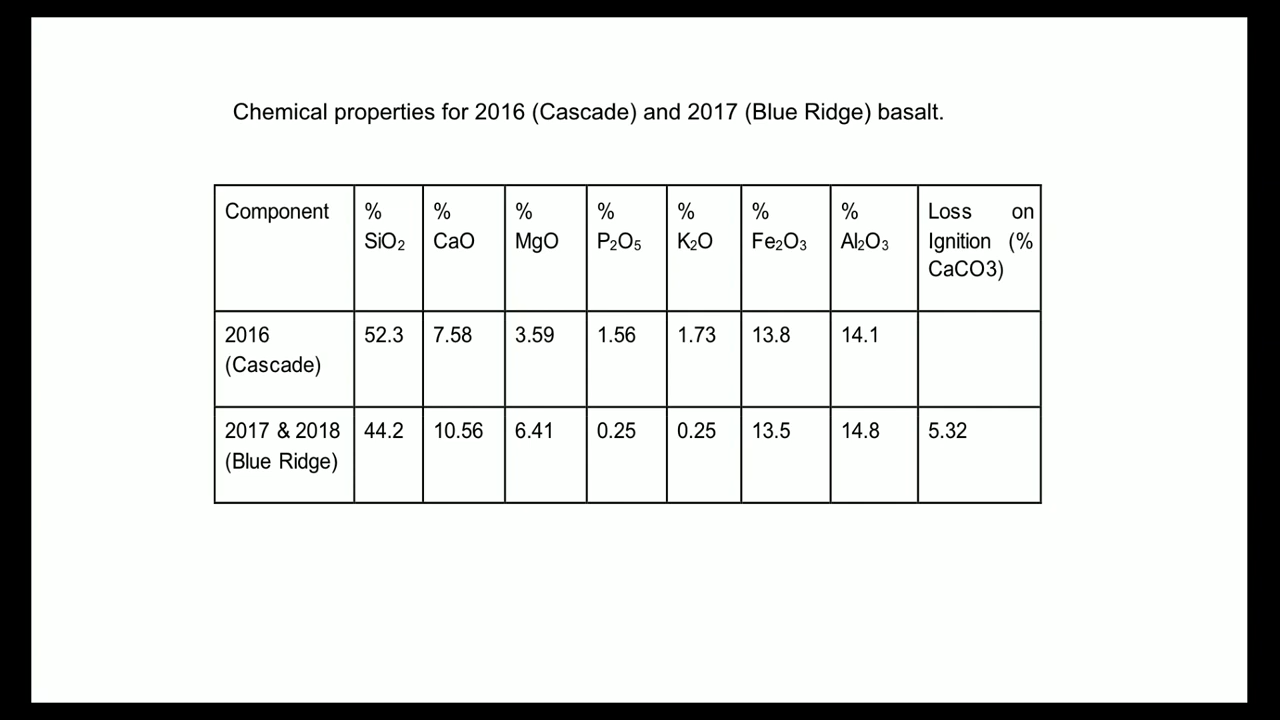 Chemical properties for 2016 (Cascade) and 2017 (Blue Ridge) basalt.
Component % SiO₂ % CaO % MgO % P₂O₅ % K₂O % Fe₂O₃ % Al₂O₃ Loss on Ignition (% CaCO3)
2016 (Cascade) 52.3 7.58 3.59 1.56 1.73 13.8 14.1
2017 & 2018 (Blue Ridge) 44.2 10.56 6.41 0.25 0.25 13.5 14.8 5.32